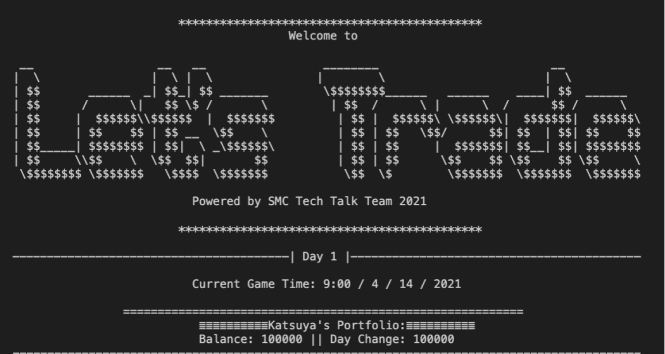 *********************************************
Welcome to
Let's Trade
Powered by SMC Tech Talk Team 2021
*********************************************
-----------------------------------------| Day 1 |-------------------------------------------
Current Game Time: 9:00 / 4 / 14 / 2021
===========================================================
≡≡≡≡≡≡≡≡≡≡Katsuya's Portfolio:≡≡≡≡≡≡≡≡≡≡
Balance: 100000 || Day Change: 100000